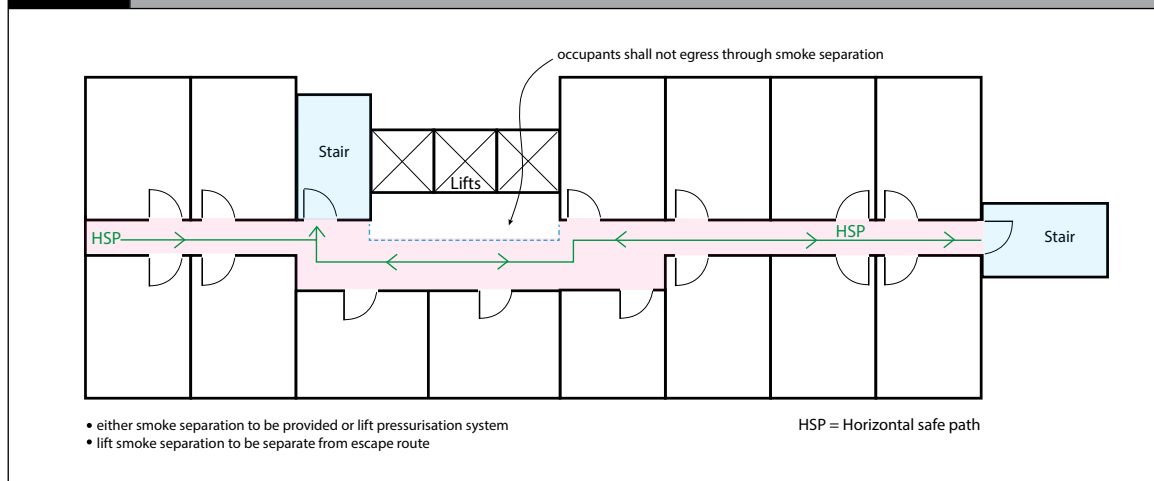 occupants shall not egress through smoke separation
Stair
Lifts
HSP
HSP
Stair
• either smoke separation to be provided or lift pressurisation system
• lift smoke separation to be separate from escape route
HSP = Horizontal safe path